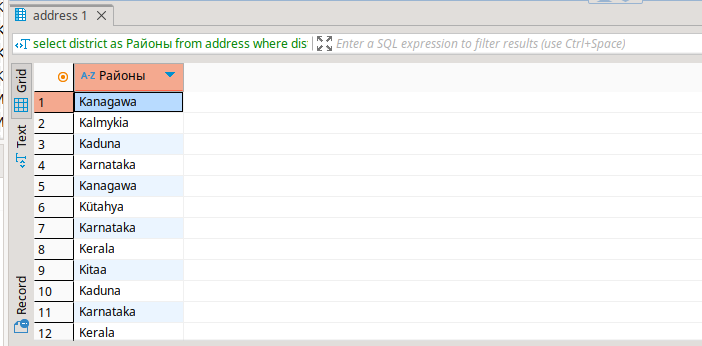 address 1
select district as Районы from address where dis
Enter a SQL expression to filter results (use Ctrl+Space)
Grid
Text
Record
A-Z Районы
1 Kanagawa
2 Kalmykia
3 Kaduna
4 Karnataka
5 Kanagawa
6 Kütahya
7 Karnataka
8 Kerala
9 Kitaa
10 Kaduna
11 Karnataka
12 Kerala